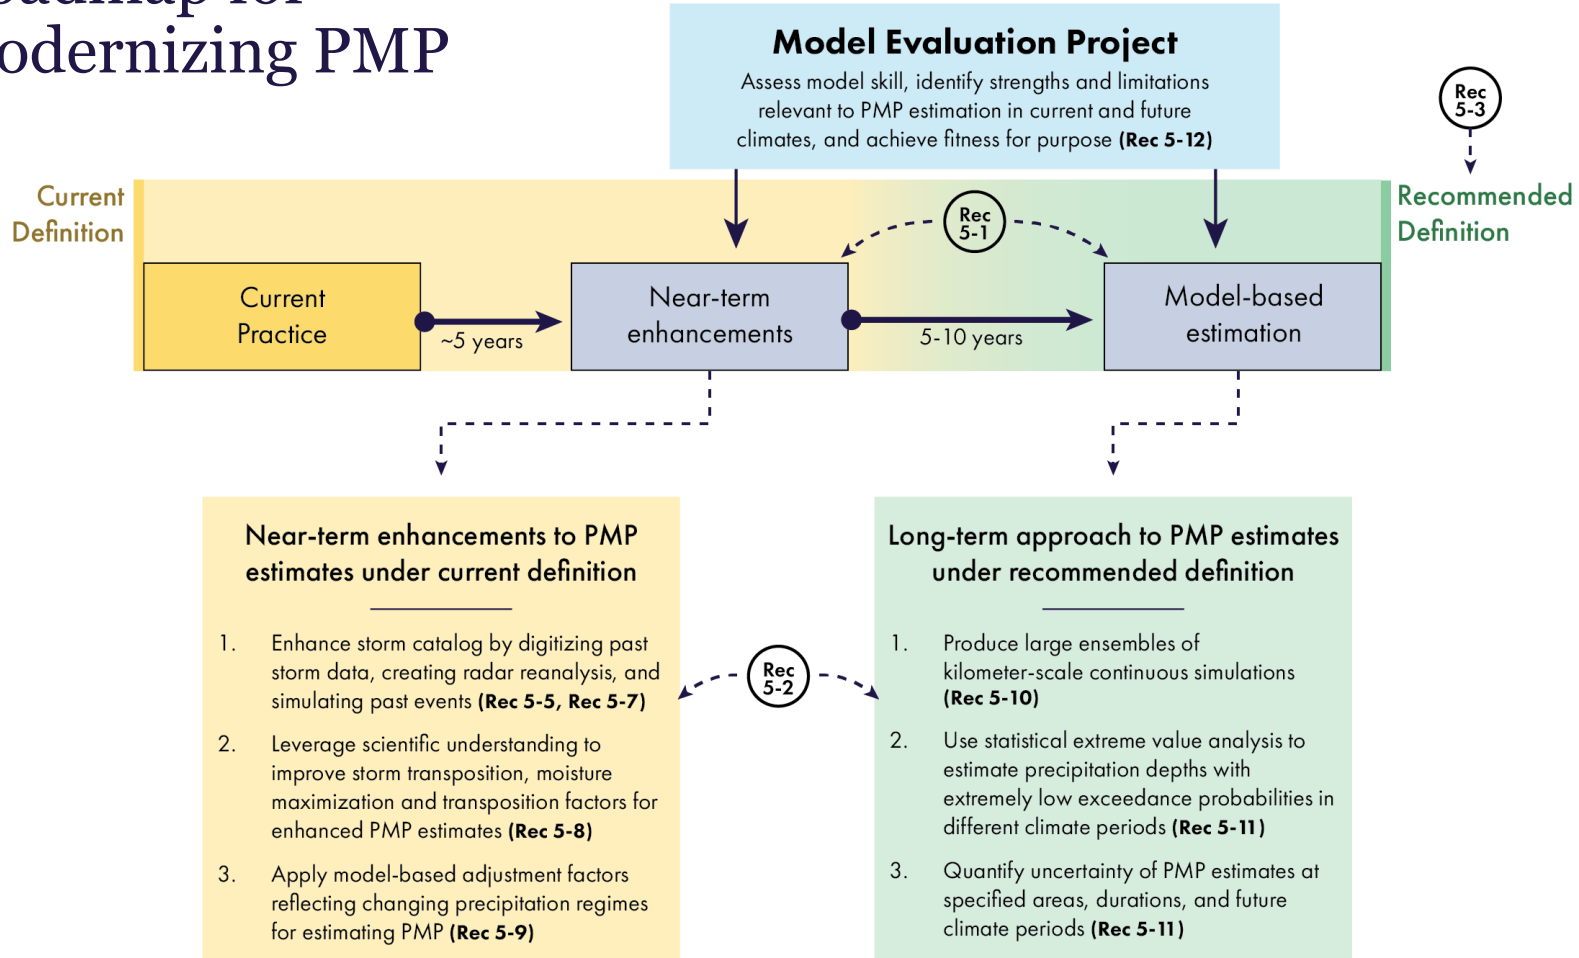 odernizing PMP
Model Evaluation Project
Assess model skill, identify strengths and limitations
relevant to PMP estimation in current and future
climates, and achieve fitness for purpose (Rec 5-12)
Rec
5-3
Current
Definition
Recommended
Definition
Rec
5-1
Current
Practice
~5 years
Near-term
enhancements
5-10 years
Model-based
estimation
Near-term enhancements to PMP
estimates under current definition
1. Enhance storm catalog by digitizing past
storm data, creating radar reanalysis, and
simulating past events (Rec 5-5, Rec 5-7)
2. Leverage scientific understanding to
improve storm transposition, moisture
maximization and transposition factors for
enhanced PMP estimates (Rec 5-8)
3. Apply model-based adjustment factors
reflecting changing precipitation regimes
for estimating PMP (Rec 5-9)
Rec
5-2
Long-term approach to PMP estimates
under recommended definition
1. Produce large ensembles of
kilometer-scale continuous simulations
(Rec 5-10)
2. Use statistical extreme value analysis to
estimate precipitation depths with
extremely low exceedance probabilities in
different climate periods (Rec 5-11)
3. Quantify uncertainty of PMP estimates at
specified areas, durations, and future
climate periods (Rec 5-11)